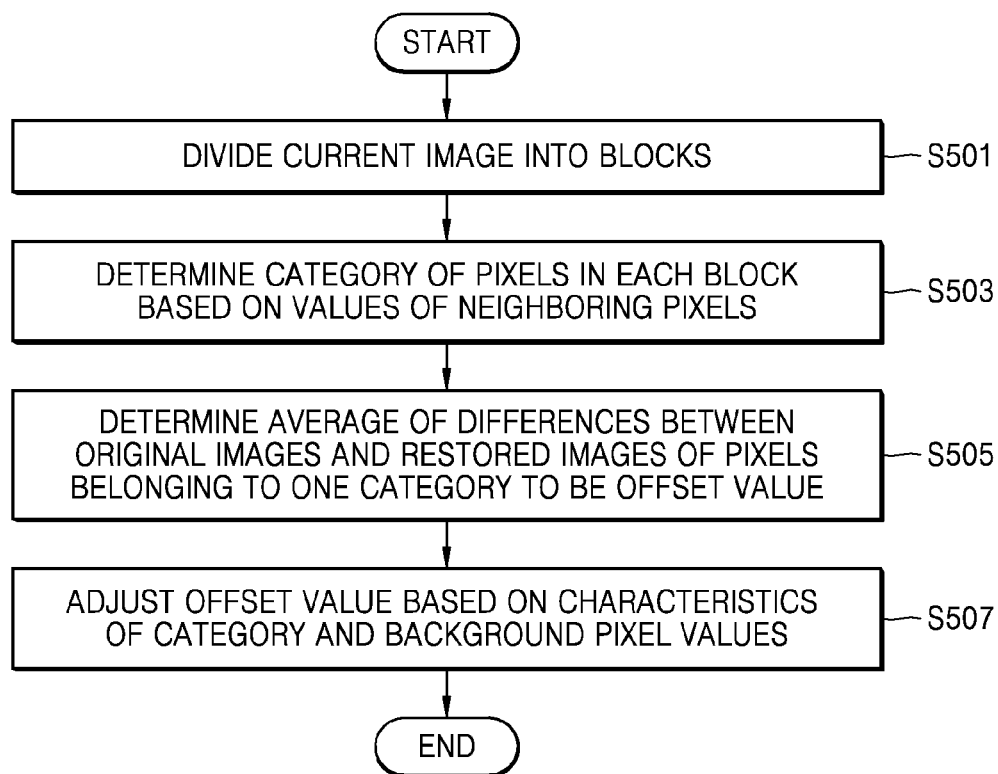 START
DIVIDE CURRENT IMAGE INTO BLOCKS
S501
DETERMINE CATEGORY OF PIXELS IN EACH BLOCK
BASED ON VALUES OF NEIGHBORING PIXELS
S503
DETERMINE AVERAGE OF DIFFERENCES BETWEEN
ORIGINAL IMAGES AND RESTORED IMAGES OF PIXELS
BELONGING TO ONE CATEGORY TO BE OFFSET VALUE
S505
ADJUST OFFSET VALUE BASED ON CHARACTERISTICS
OF CATEGORY AND BACKGROUND PIXEL VALUES
S507
END